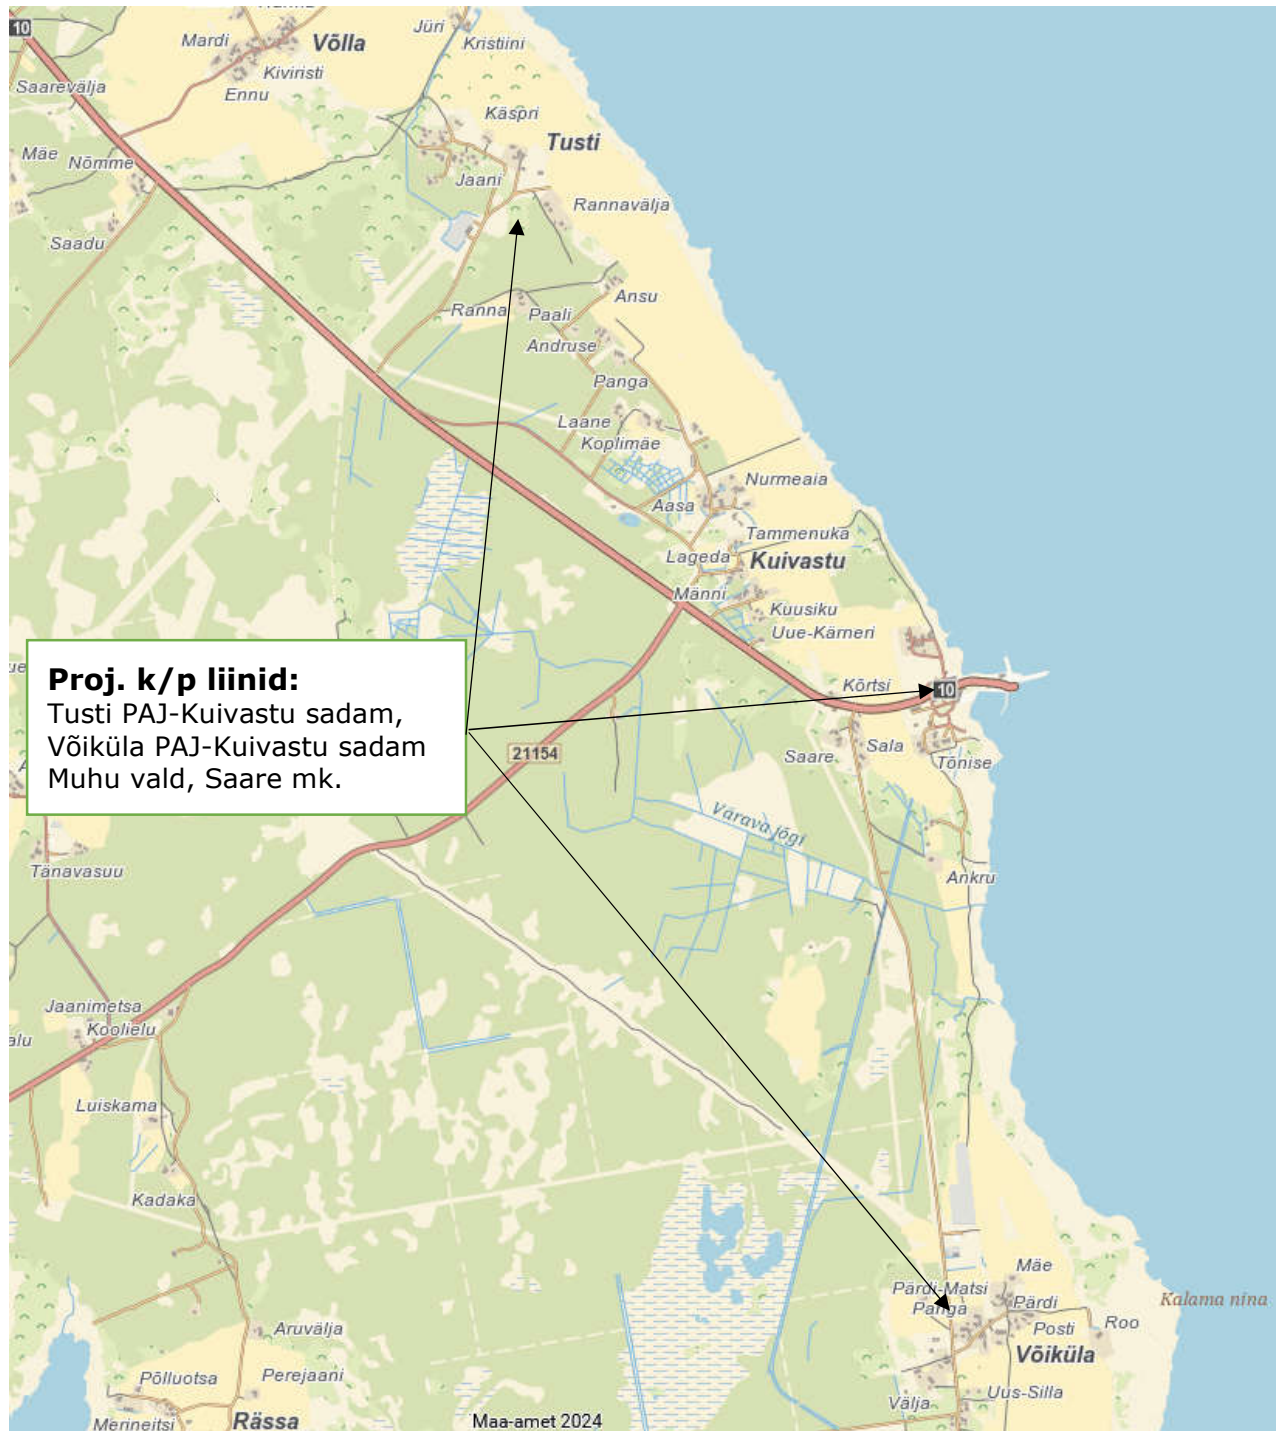 10
Jüri
Kristiini
Mardi
Võlla
Kiviristi
Saarevälja
Ennu
Käspri
Tusti
Mäe
Nõmme
Jaani
Rannavälja
Saadu
Ansu
Ranna
Paali
Andruse
Panga
Laane
Koplimäe
Nurmeaia
Aasa
Tammenuka
Lageda
Kuivastu
Männi
Kuusiku
Uue-Kärneri
Proj. k/p liinid:
Tusti PAJ-Kuivastu sadam,
Võiküla PAJ-Kuivastu sadam
Muhu vald, Saare mk.
Kõrtsi
10
21154
Saare
Sala
Tõnise
Värava jõgi
Tänavasuu
Ankru
Jaanimetsa
Koolielu
alu
Luiskama
Kadaka
Mäe
Pärdi-Matsi
Panga
Pärdi
Kalama nina
Posti
Roo
Aruvälja
Võiküla
Põlluotsa
Perejaani
Uus-Silla
Välja
Merineitsi
Rässa
Maa-amet 2024